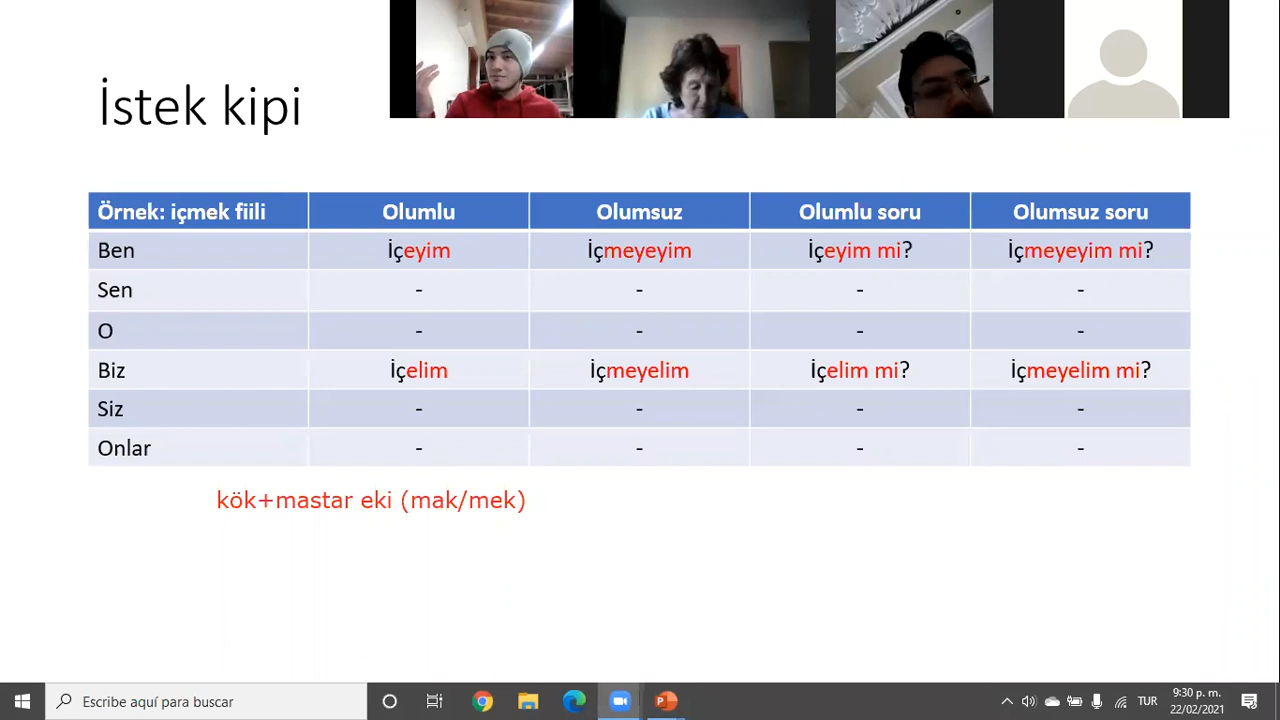 İstek kipi
Örnek: içmek fiili Olumlu Olumsuz Olumlu soru Olumsuz soru
Ben İçeyim İçmeyeyim İçeyim mi? İçmeyeyim mi?
Sen - - - -
O - - - -
Biz İçelim İçmeyelim İçelim mi? İçmeyelim mi?
Siz - - - -
Onlar - - - -
kök+mastar eki (mak/mek)
Escribe aquí para buscar
TUR
9:30 p. m.
22/02/2021